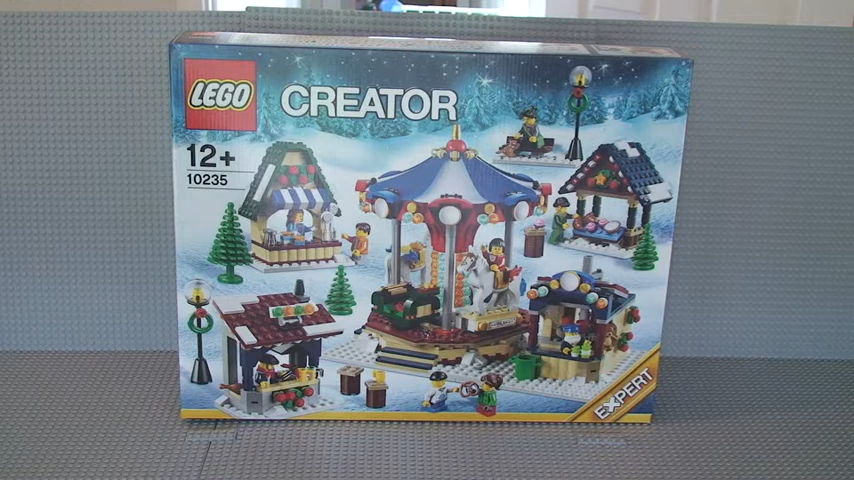 LEGO
CREATOR
12+
10235
EXPERT